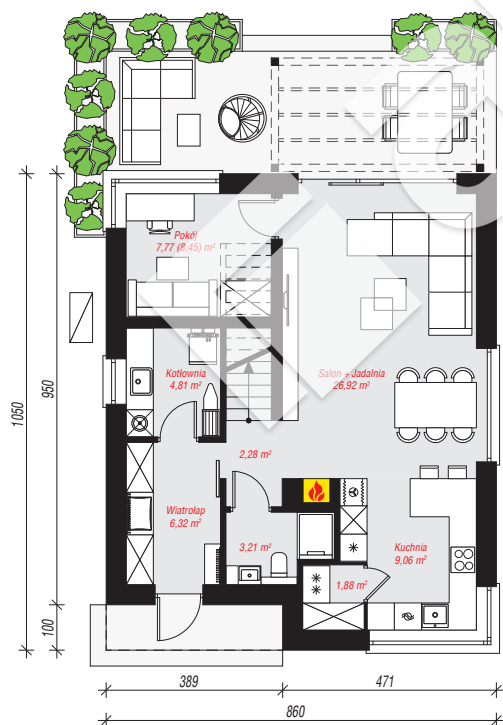 Pokój
7,77 (8,45) m²
Kotłownia
4,81 m²
Salon + Jadalnia
26,92 m²
2,28 m²
Wiatrołap
6,32 m²
3,21 m²
Kuchnia
9,06 m²
1,88 m²
1050
950
100
389
471
860